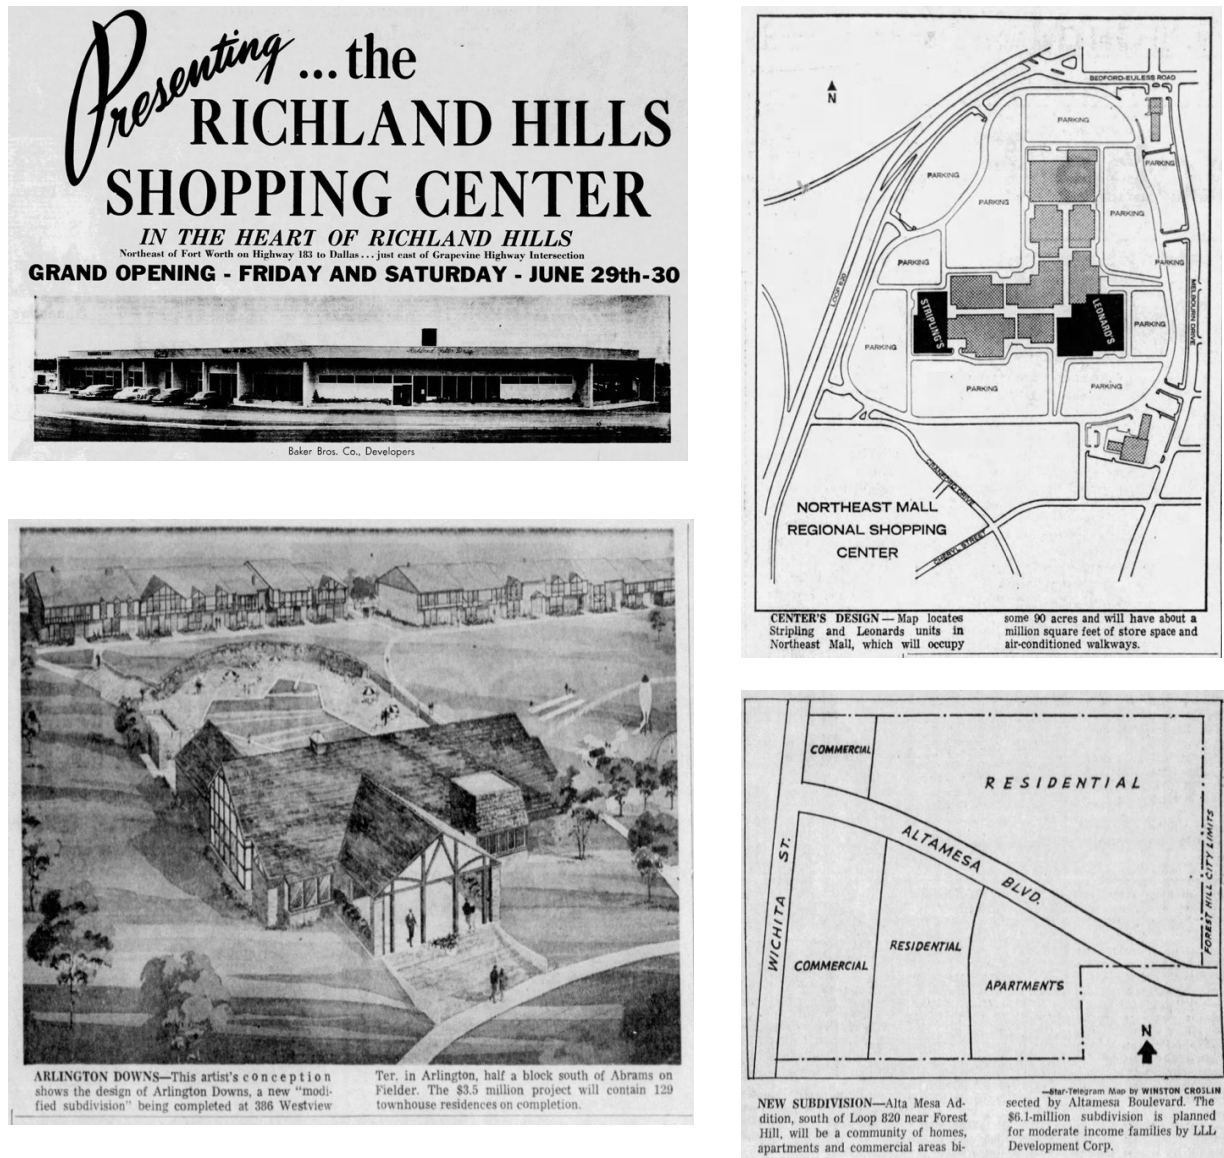 Presenting ... the
RICHLAND HILLS
SHOPPING CENTER
IN THE HEART OF RICHLAND HILLS
Northeast of Fort Worth on Highway 183 to Dallas . . . just east of Grapevine Highway Intersection
GRAND OPENING - FRIDAY AND SATURDAY - JUNE 29th-30
Baker Bros. Co., Developers
N
BEDFORD-EULESS ROAD
PARKING
PARKING
PARKING
PARKING
PARKING
PARKING
PARKING
LOOP 820
MELBOURN DRIVE
STRIPLING'S
LEONARD'S
PARKING
PARKING
PARKING
PARKING
CRANFORD DRIVE
CHERYL STREET
NORTHEAST MALL
REGIONAL SHOPPING
CENTER
CENTER'S DESIGN — Map locates
Stripling and Leonards units in
Northeast Mall, which will occupy
some 90 acres and will have about a
million square feet of store space and
air-conditioned walkways.
ARLINGTON DOWNS—This artist's conception
shows the design of Arlington Downs, a new "modi-
fied subdivision" being completed at 386 Westview
Ter. in Arlington, half a block south of Abrams on
Fielder. The $3.5 million project will contain 129
townhouse residences on completion.
COMMERCIAL
RESIDENTIAL
ALTAMESA BLVD.
WICHITA ST.
FOREST HILL CITY LIMITS
COMMERCIAL
RESIDENTIAL
APARTMENTS
N
—Star-Telegram Map by WINSTON CROSLIN
NEW SUBDIVISION—Alta Mesa Ad-
dition, south of Loop 820 near Forest
Hill, will be a community of homes,
apartments and commercial areas bi-
sected by Altamesa Boulevard. The
$6.1-million subdivision is planned
for moderate income families by LLL
Development Corp.